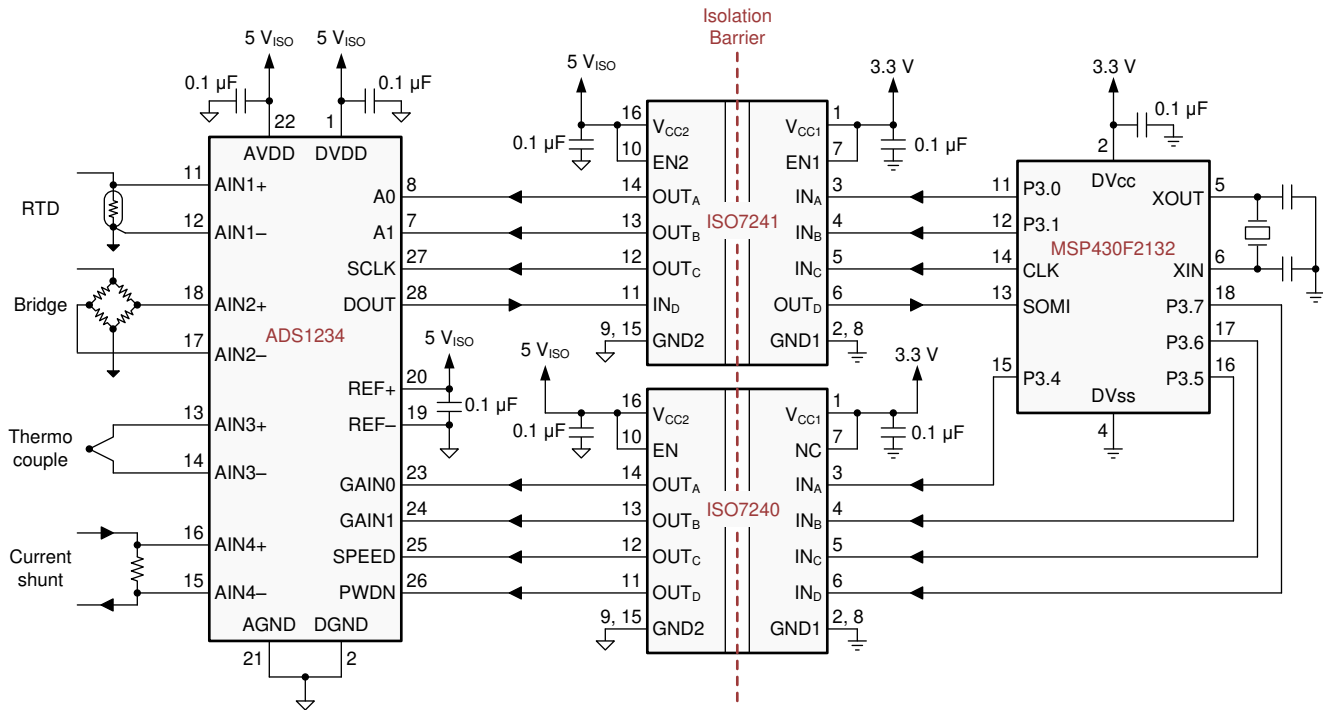 Isolation
Barrier
5 VISO
5 VISO
0.1 µF
0.1 µF
22
1
AVDD
DVDD
11
AIN1+
RTD
12
AIN1–
18
AIN2+
Bridge
17
AIN2–
13
AIN3+
Thermo
couple
14
AIN3–
16
AIN4+
Current
shunt
15
AIN4–
ADS1234
8
A0
7
A1
27
SCLK
28
DOUT
5 VISO
20
REF+
0.1 µF
19
REF–
23
GAIN0
24
GAIN1
25
SPEED
26
PWDN
AGND
DGND
21
2
5 VISO
0.1 µF
16
VCC2
10
EN2
14
OUTA
13
OUTB
12
OUTC
11
IND
9, 15
GND2
ISO7241
3.3 V
0.1 µF
1
VCC1
7
EN1
3
INA
4
INB
5
INC
6
OUTD
2, 8
GND1
5 VISO
0.1 µF
16
VCC2
10
EN
14
OUTA
13
OUTB
12
OUTC
11
OUTD
9, 15
GND2
ISO7240
3.3 V
0.1 µF
1
VCC1
7
NC
3
INA
4
INB
5
INC
6
IND
2, 8
GND1
3.3 V
0.1 µF
2
DVcc
11
P3.0
12
P3.1
14
CLK
13
SOMI
15
P3.4
MSP430F2132
5
XOUT
6
XIN
18
P3.7
17
P3.6
16
P3.5
DVss
4